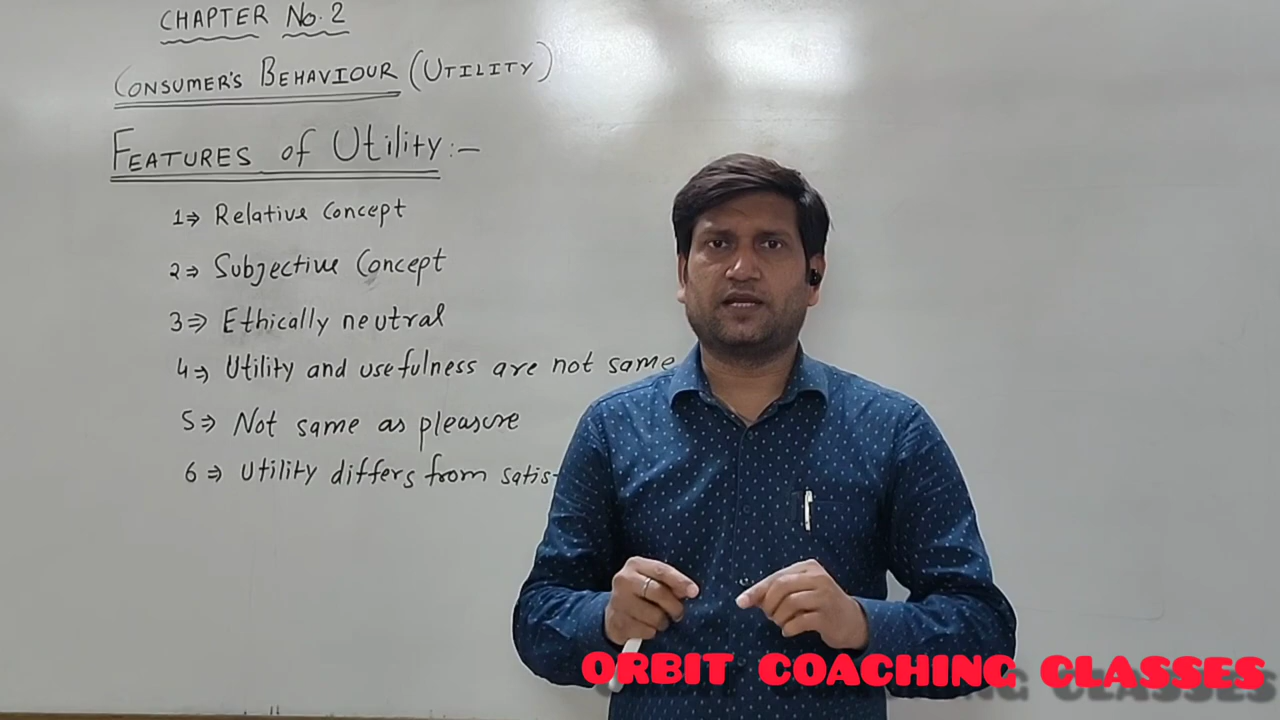 CHAPTER No. 2
CONSUMER'S BEHAVIOUR (UTILITY)
FEATURES of Utility:-
1⇒ Relative Concept
2⇒ Subjective Concept
3⇒ Ethically neutral
4⇒ Utility and usefulness are not same
5⇒ Not same as pleasure
6⇒ Utility differs from satis
ORBIT COACHING CLASSES